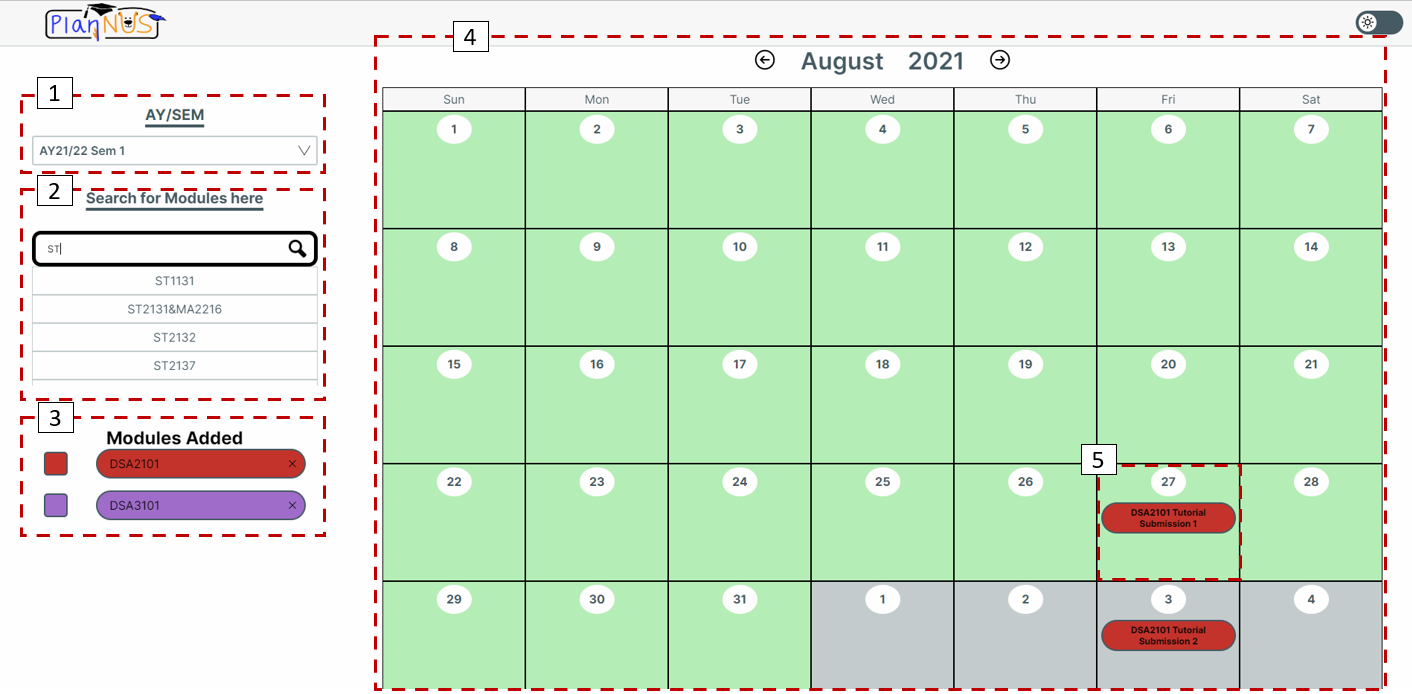 PlanNUS
4
August 2021
1
AY/SEM
AY21/22 Sem 1
2
Search for Modules here
ST
ST1131
ST2131&MA2216
ST2132
ST2137
3
Modules Added
DSA2101 ×
DSA3101 ×
Sun Mon Tue Wed Thu Fri Sat
1 2 3 4 5 6 7
8 9 10 11 12 13 14
15 16 17 18 19 20 21
5
22 23 24 25 26 27 28
DSA2101 Tutorial
Submission 1
29 30 31 1 2 3 4
DSA2101 Tutorial
Submission 2